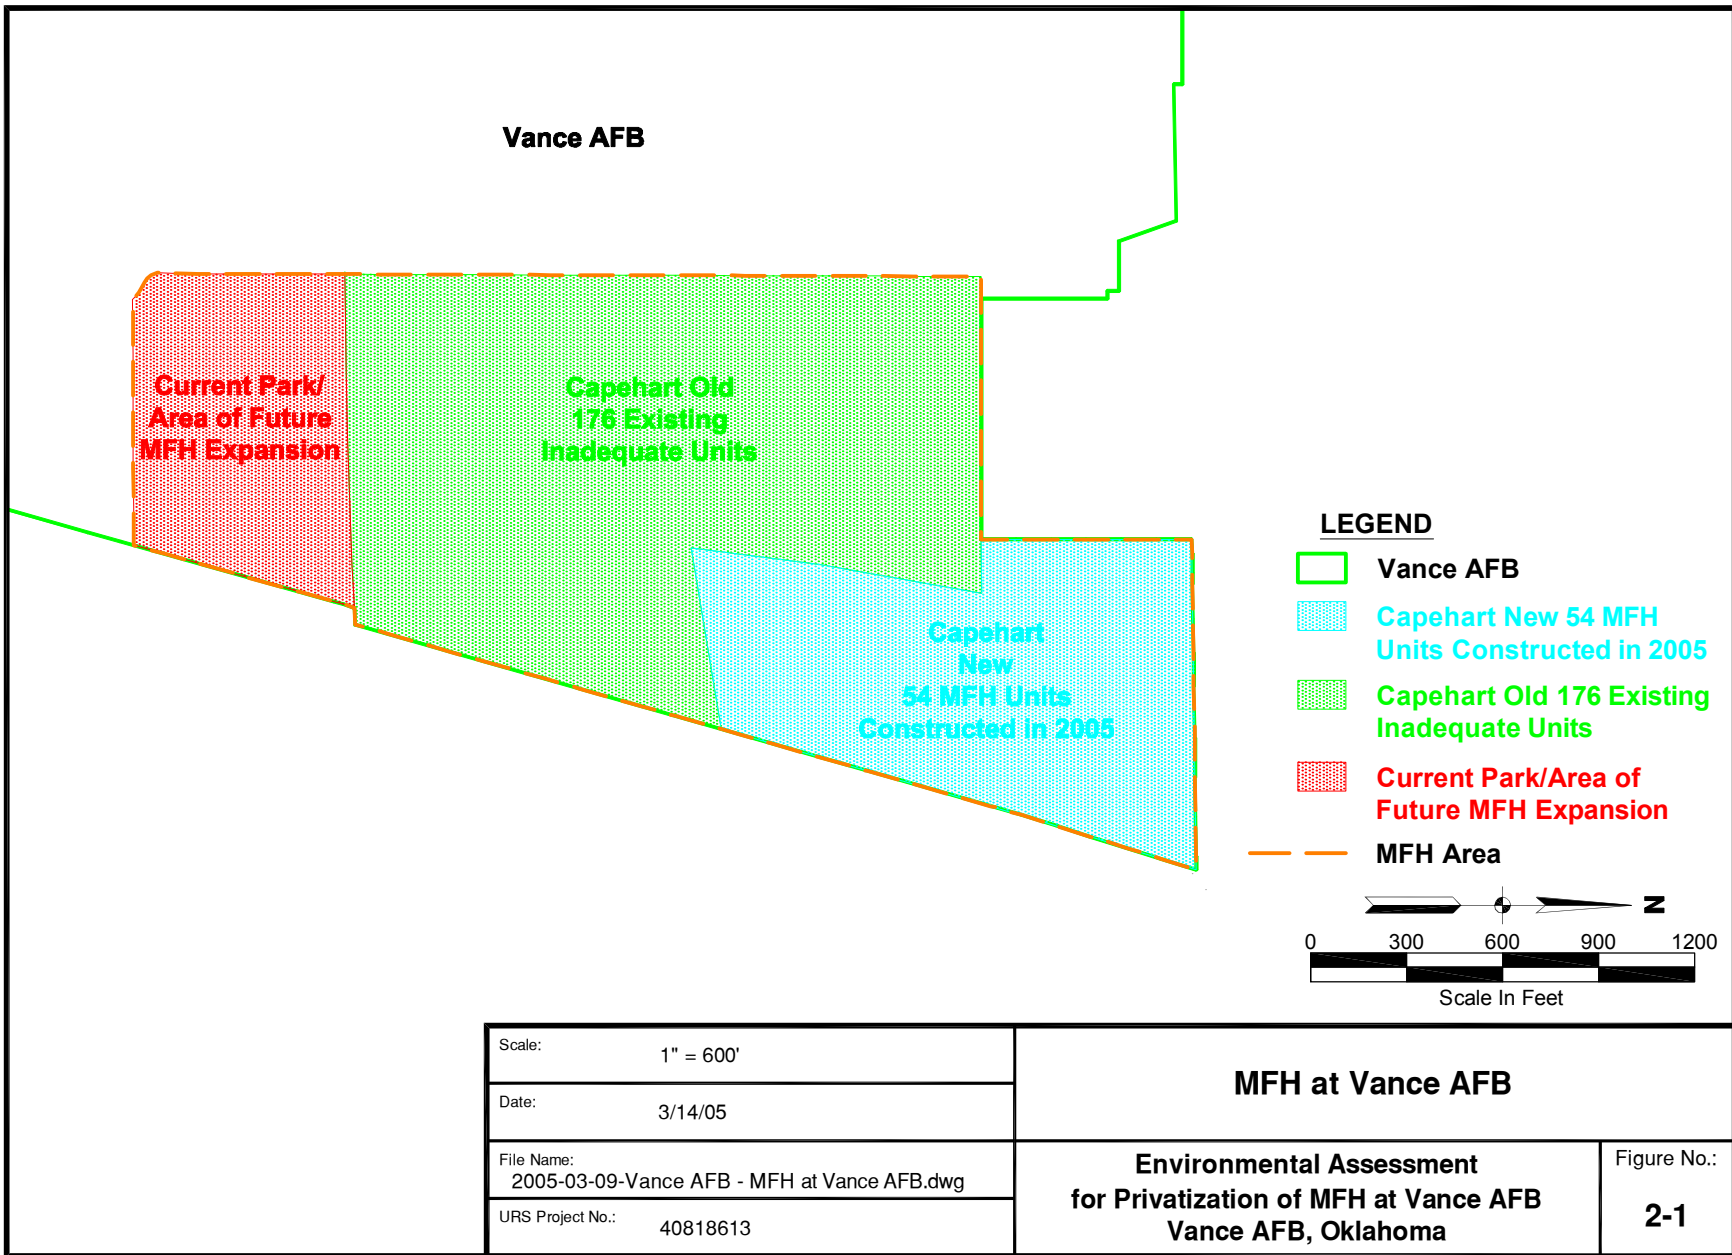 Vance AFB
Current Park/
Area of Future
MFH Expansion
Capehart Old
176 Existing
Inadequate Units
Capehart
New
54 MFH Units
Constructed in 2005
LEGEND
Vance AFB
Capehart New 54 MFH
Units Constructed in 2005
Capehart Old 176 Existing
Inadequate Units
Current Park/Area of
Future MFH Expansion
MFH Area
N
0 300 600 900 1200
Scale In Feet
Scale: 1" = 600'
Date: 3/14/05
File Name:
2005-03-09-Vance AFB - MFH at Vance AFB.dwg
URS Project No.: 40818613
MFH at Vance AFB
Environmental Assessment
for Privatization of MFH at Vance AFB
Vance AFB, Oklahoma
Figure No.:
2-1